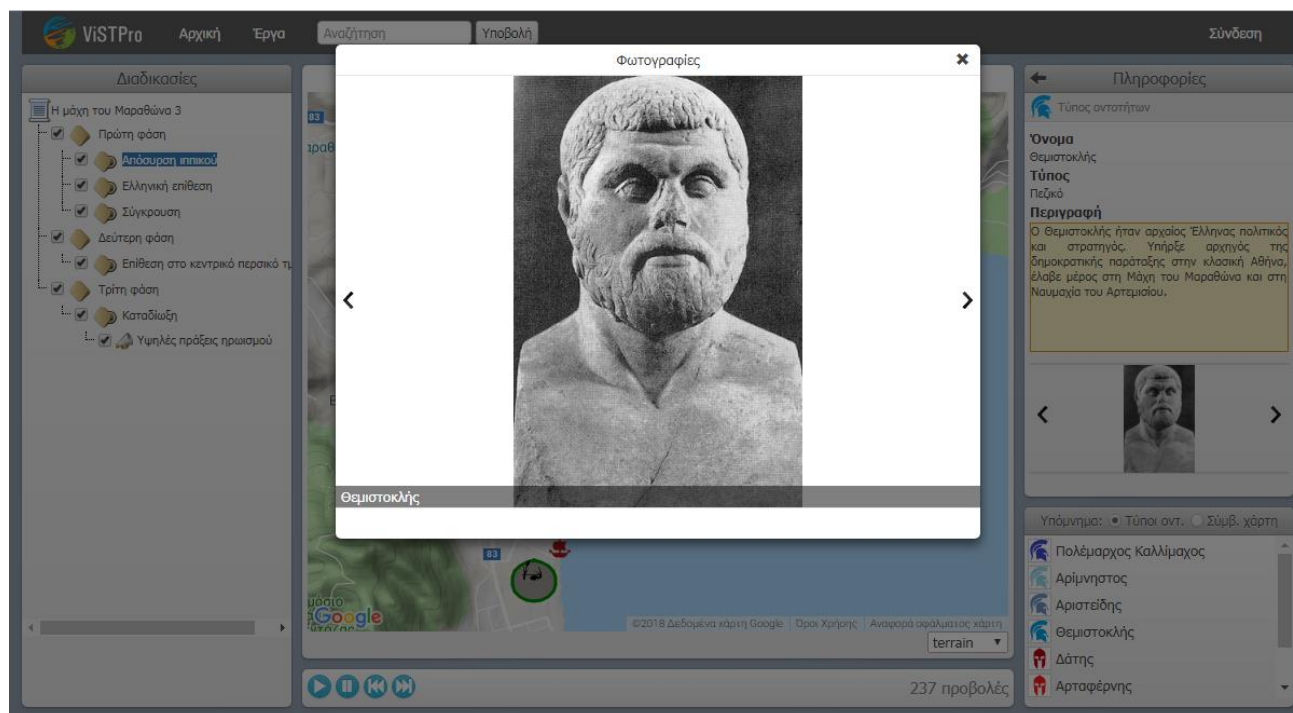 ViSTPro Αρχική Έργα Αναζήτηση Υποβολή Σύνδεση
Διαδικασίες
Η μάχη του Μαραθώνα 3
Πρώτη φάση
Απόσυρση ιππικού
Ελληνική επίθεση
Σύγκρουση
Δεύτερη φάση
Επίθεση στο κεντρικό περσικό τμ
Τρίτη φάση
Καταδίωξη
Υψηλές πράξεις ηρωισμού
Φωτογραφίες
Θεμιστοκλής
83
83
Google
©2018 Δεδομένα χάρτη Google Όροι Χρήσης Αναφορά σφάλματος χάρτη
terrain
237 προβολές
Πληροφορίες
Τύπος οντοτήτων
Όνομα
Θεμιστοκλής
Τύπος
Πεζικό
Περιγραφή
Ο Θεμιστοκλής ήταν αρχαίος Έλληνας πολιτικός
και στρατηγός. Υπήρξε αρχηγός της
δημοκρατικής παράταξης στην κλασική Αθήνα,
έλαβε μέρος στη Μάχη του Μαραθώνα και στη
Ναυμαχία του Αρτεμισίου.
Υπόμνημα: Τύποι οντ. Σύμβ. χάρτη
Πολέμαρχος Καλλίμαχος
Αρίμνηστος
Αριστείδης
Θεμιστοκλής
Δάτης
Αρταφέρνης